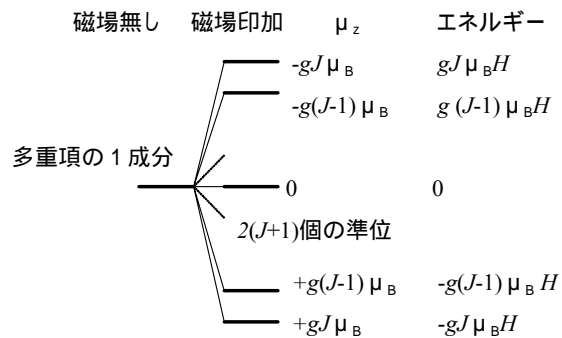 磁場無し 磁場印加 μz エネルギー
-gJμB gJμBH
-g(J-1)μB g (J-1)μBH
多重項の1成分
0 0
2(J+1)個の準位
+g(J-1)μB -g(J-1)μB H
+gJμB -gJμBH